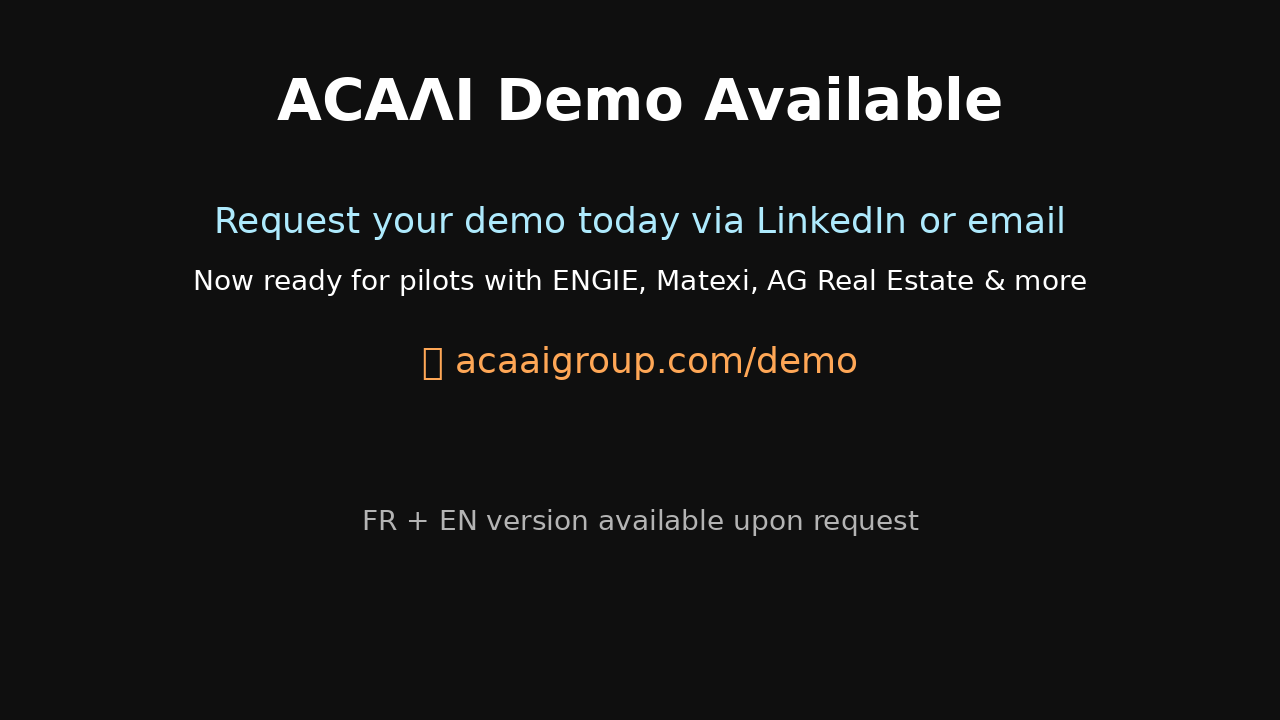 ACAΛI Demo Available
Request your demo today via LinkedIn or email
Now ready for pilots with ENGIE, Matexi, AG Real Estate & more
acaaigroup.com/demo
FR + EN version available upon request